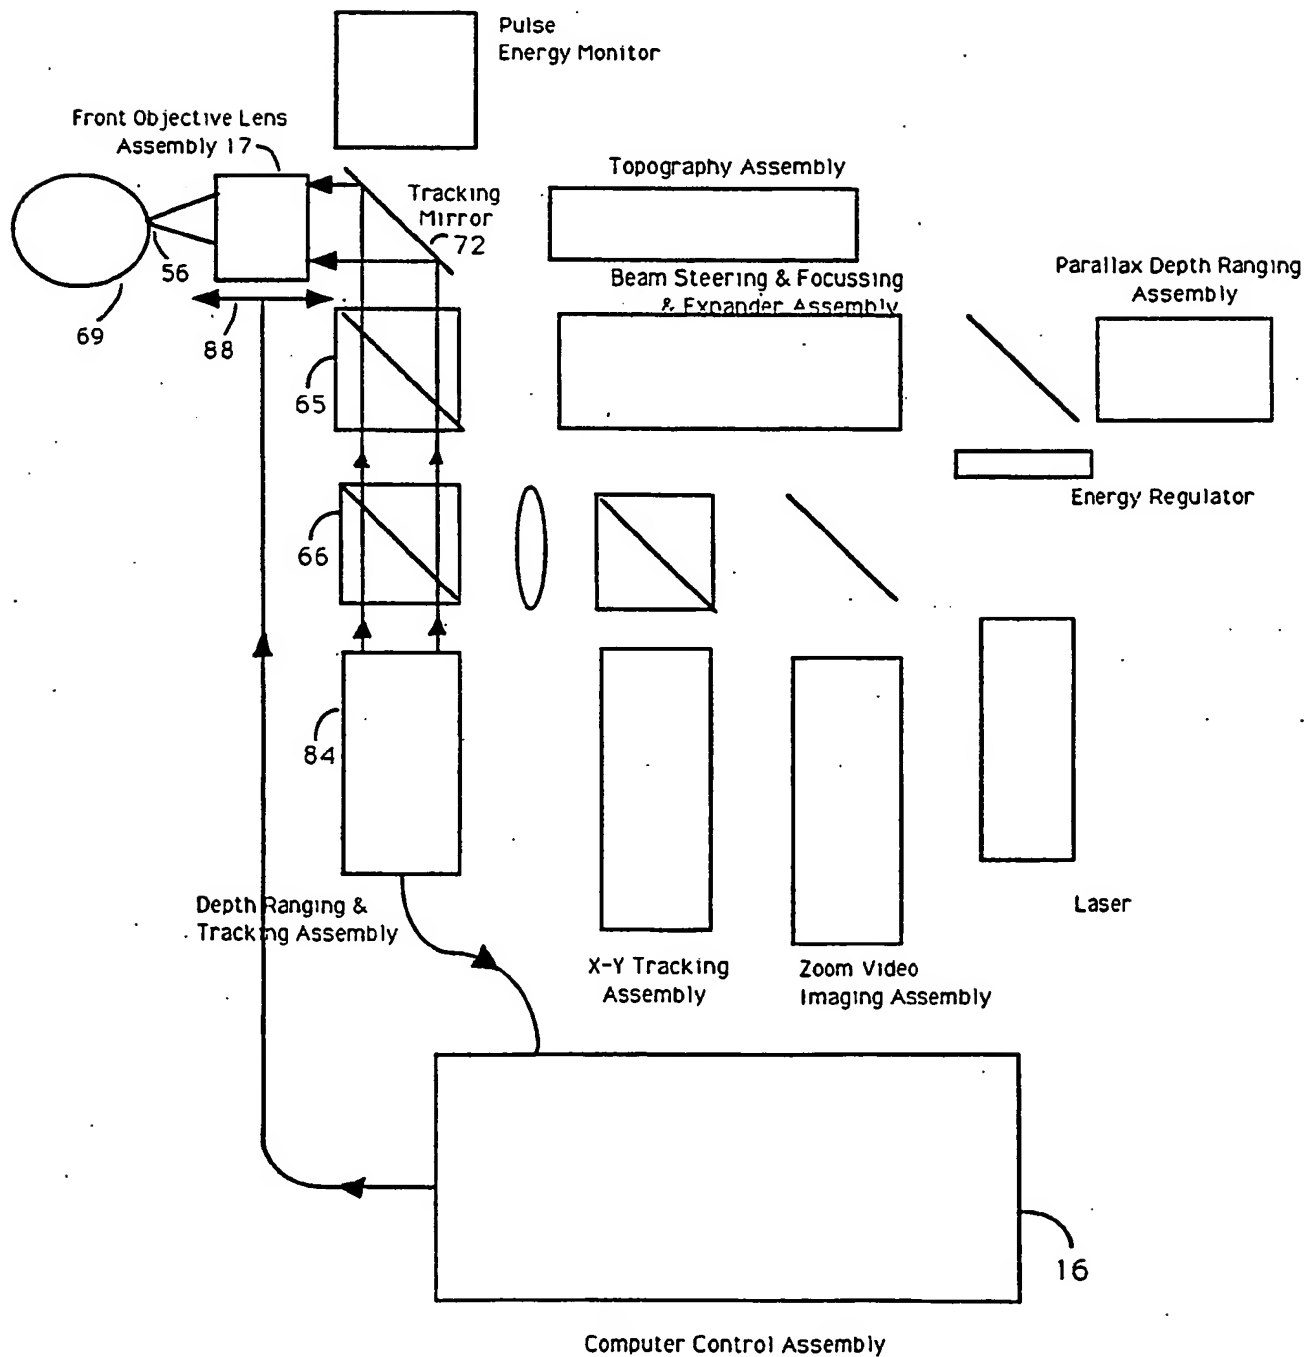 Pulse
Energy Monitor
Front Objective Lens
Assembly 17
Topography Assembly
Tracking
Mirror
72
56
Beam Steering & Focussing
& Expander Assembly
Parallax Depth Ranging
Assembly
69
88
65
Energy Regulator
66
84
Depth Ranging &
Tracking Assembly
Laser
X-Y Tracking
Assembly
Zoom Video
Imaging Assembly
16
Computer Control Assembly